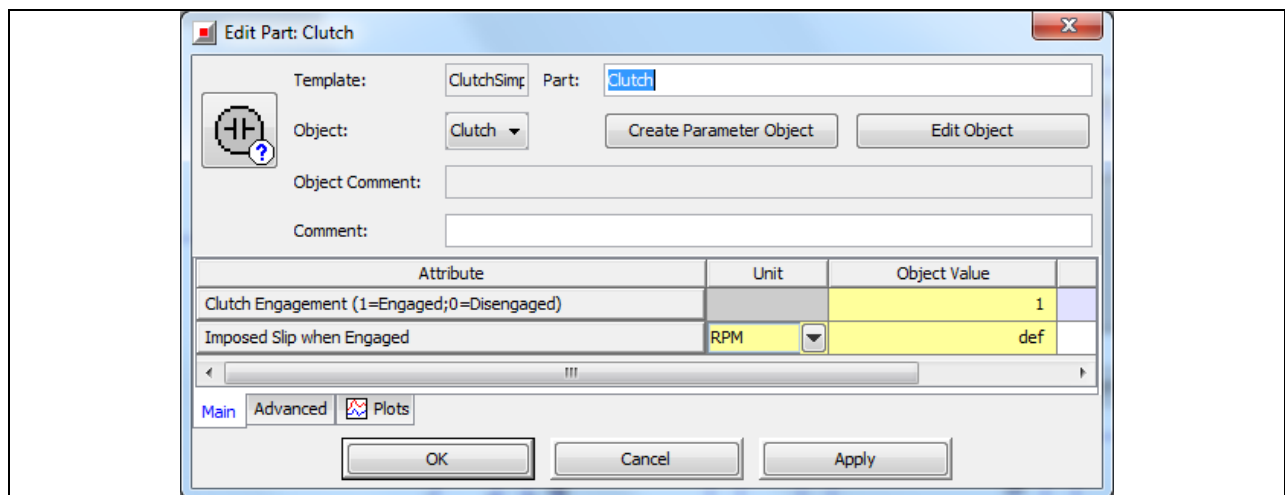 Edit Part: Clutch
Template: ClutchSimp Part: Clutch
Object: Clutch Create Parameter Object Edit Object
Object Comment:
Comment:
Attribute Unit Object Value
Clutch Engagement (1=Engaged;0=Disengaged) 1
Imposed Slip when Engaged RPM def
Main Advanced Plots
OK Cancel Apply